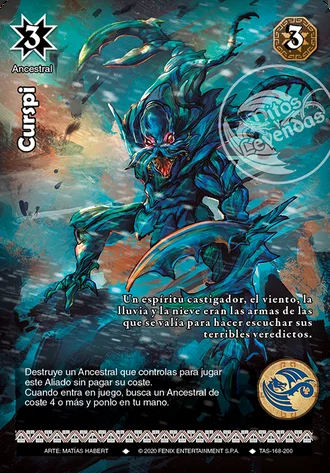 3
3
Ancestral
Curspi
Mitos y
Leyendas
Un espíritu castigador, el viento, la
lluvia y la nieve eran las armas de las
que se valía para hacer escuchar sus
terribles veredictos.
Destruye un Ancestral que controlas para jugar
este Aliado sin pagar su coste.
Cuando entra en juego, busca un Ancestral de
coste 4 o más y ponlo en tu mano.
ARTE: MATÍAS HABERT ◆ © 2020 FENIX ENTERTAINMENT S.P.A. ◆ TAS-168-200